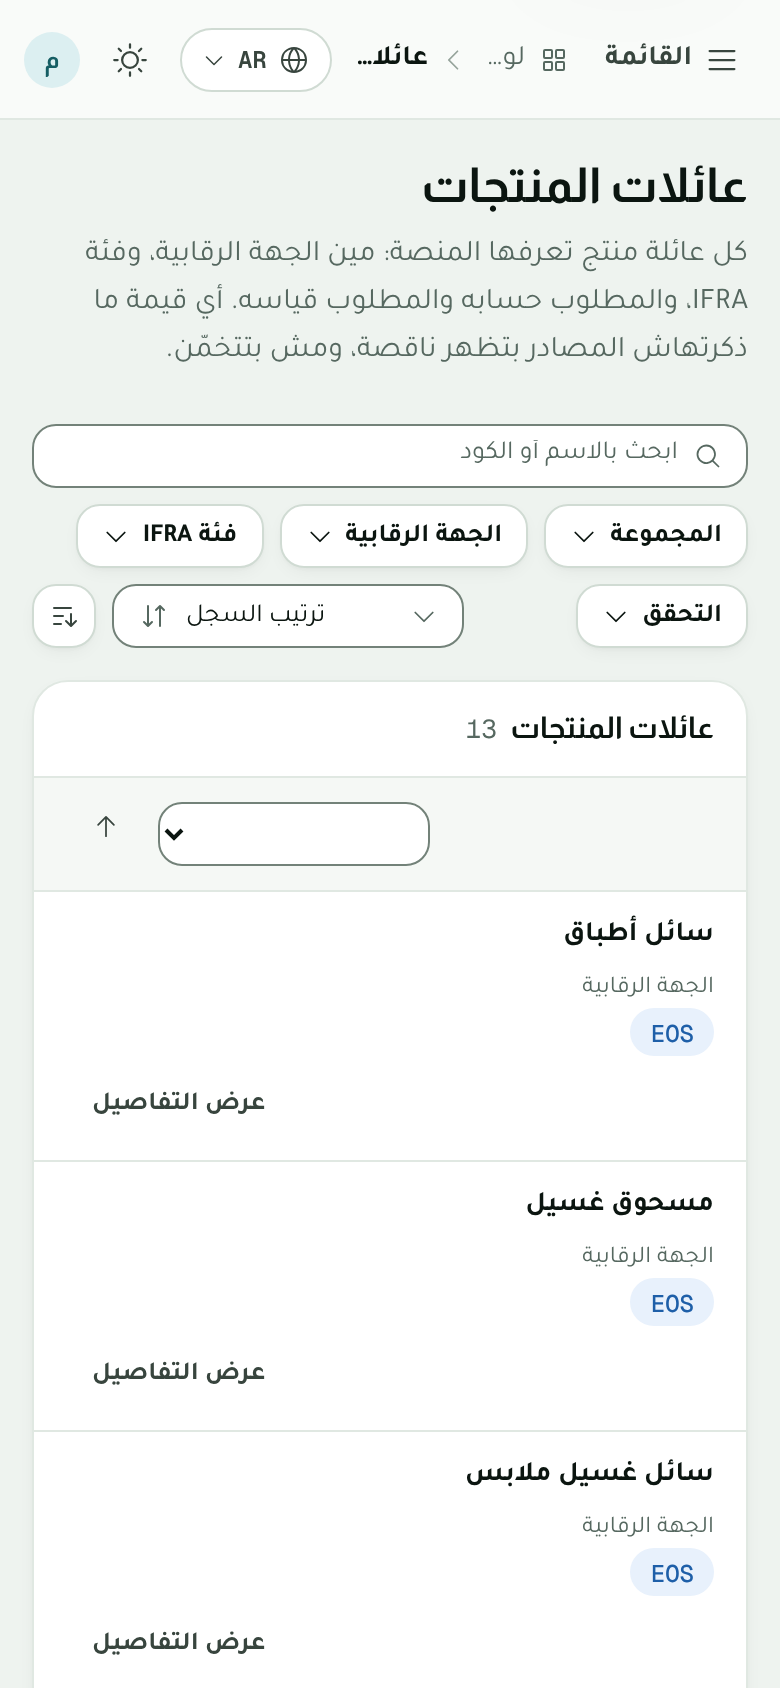 القائمة
لو...
عائلا...
AR
م
عائلات المنتجات
كل عائلة منتج تعرفها المنصة: مين الجهة الرقابية، وفئة
IFRA، والمطلوب حسابه والمطلوب قياسه. أي قيمة ما
ذكرتهاش المصادر بتظهر ناقصة، ومش بتتخمّن.
ابحث بالاسم أو الكود
المجموعة
الجهة الرقابية
فئة IFRA
التحقق
ترتيب السجل
عائلات المنتجات 13
سائل أطباق
الجهة الرقابية
EOS
عرض التفاصيل
مسحوق غسيل
الجهة الرقابية
EOS
عرض التفاصيل
سائل غسيل ملابس
الجهة الرقابية
EOS
عرض التفاصيل